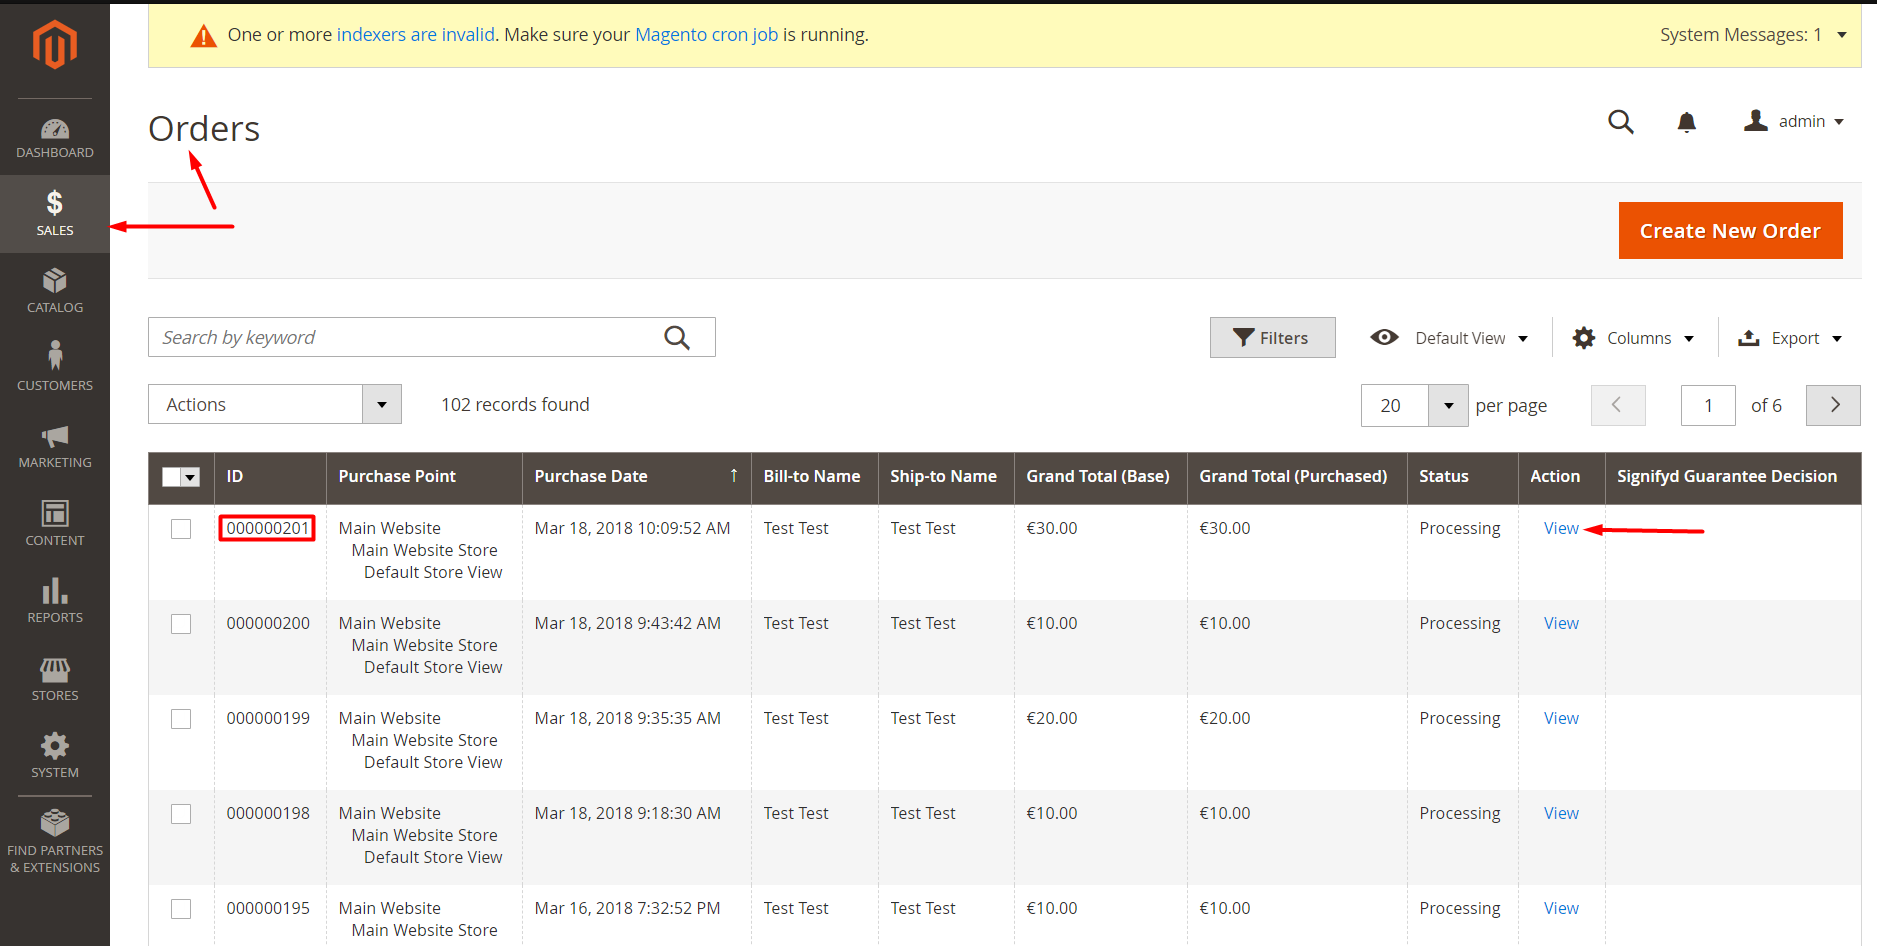 One or more indexers are invalid. Make sure your Magento cron job is running.
System Messages: 1
Orders
admin
DASHBOARD
SALES
CATALOG
CUSTOMERS
MARKETING
CONTENT
REPORTS
STORES
SYSTEM
FIND PARTNERS
& EXTENSIONS
Create New Order
Search by keyword
Filters
Default View
Columns
Export
Actions
102 records found
20
per page
1
of 6
ID Purchase Point Purchase Date ↑ Bill-to Name Ship-to Name Grand Total (Base) Grand Total (Purchased) Status Action Signifyd Guarantee Decision
000000201 Main Website Mar 18, 2018 10:09:52 AM Test Test Test Test €30.00 €30.00 Processing View
Main Website Store
Default Store View
000000200 Main Website Mar 18, 2018 9:43:42 AM Test Test Test Test €10.00 €10.00 Processing View
Main Website Store
Default Store View
000000199 Main Website Mar 18, 2018 9:35:35 AM Test Test Test Test €20.00 €20.00 Processing View
Main Website Store
Default Store View
000000198 Main Website Mar 18, 2018 9:18:30 AM Test Test Test Test €10.00 €10.00 Processing View
Main Website Store
Default Store View
000000195 Main Website Mar 16, 2018 7:32:52 PM Test Test Test Test €10.00 €10.00 Processing View
Main Website Store